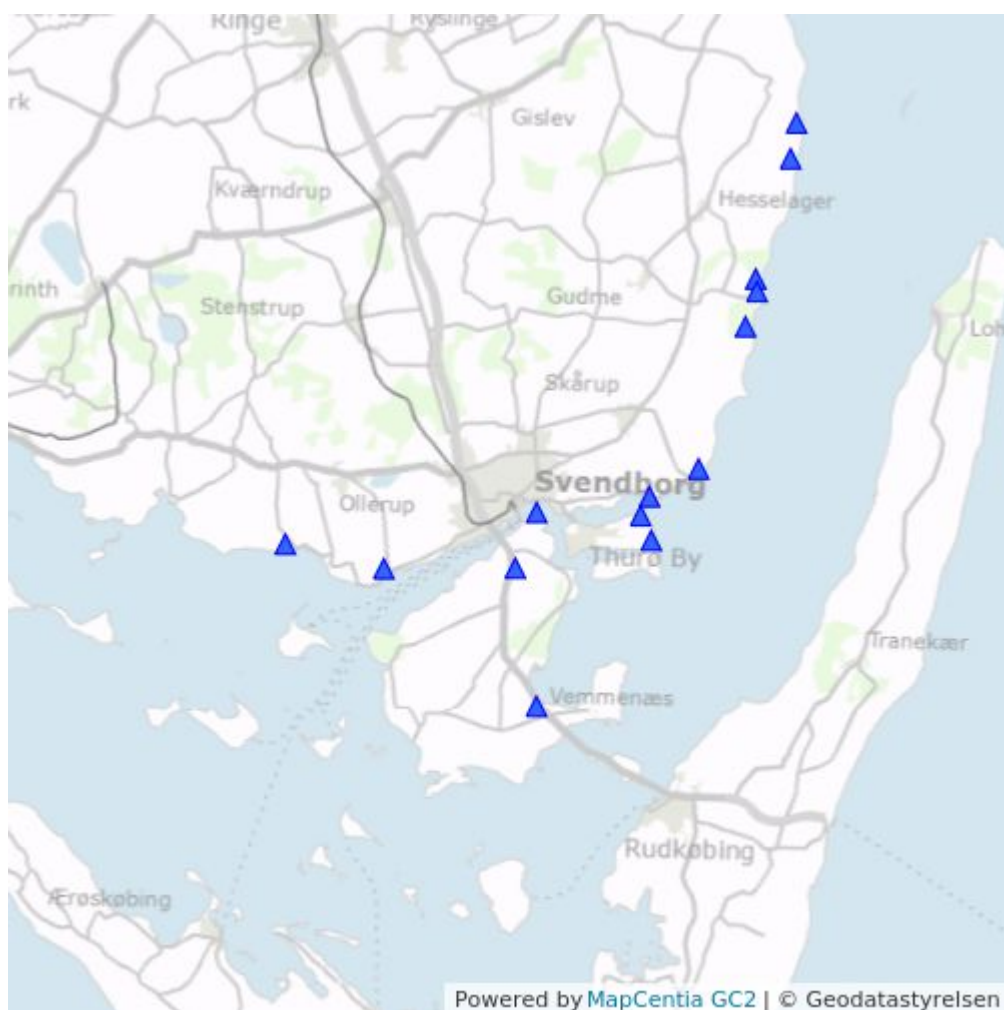 Ringe
Ryslinge
rk
Gislev
Kværndrup
Hesselager
rinth
Stenstrup
Gudme
Lon
Skårup
Svendborg
Ollerup
Thurø By
Tranekær
Vemmenæs
Rudkøbing
Ærøskøbing
Powered by MapCentia GC2 | © Geodatastyrelsen